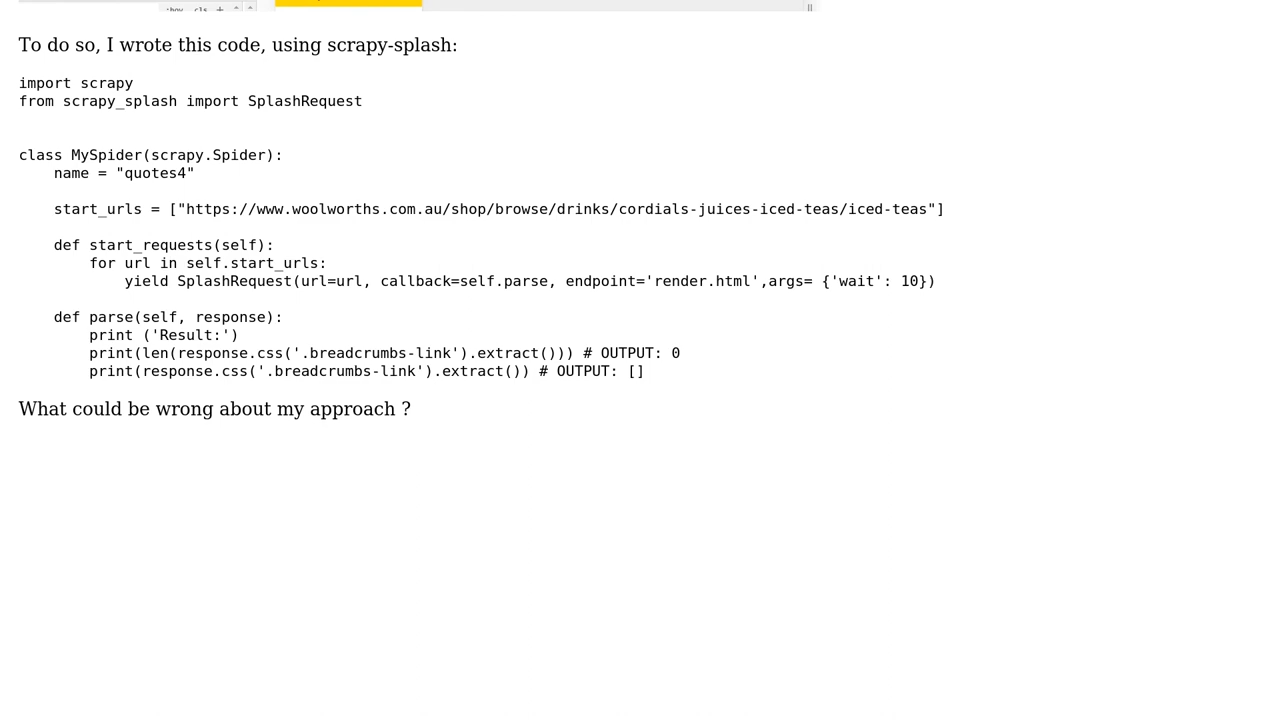 :hov .cls +
To do so, I wrote this code, using scrapy-splash:
import scrapy
from scrapy_splash import SplashRequest
class MySpider(scrapy.Spider):
    name = "quotes4"
    start_urls = ["https://www.woolworths.com.au/shop/browse/drinks/cordials-juices-iced-teas/iced-teas"]
    def start_requests(self):
        for url in self.start_urls:
            yield SplashRequest(url=url, callback=self.parse, endpoint='render.html',args= {'wait': 10})
    def parse(self, response):
        print ('Result:')
        print(len(response.css('.breadcrumbs-link').extract())) # OUTPUT: 0
        print(response.css('.breadcrumbs-link').extract()) # OUTPUT: []
What could be wrong about my approach ?